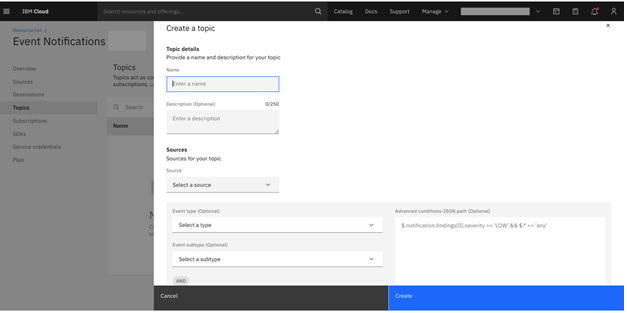 IBM Cloud
Search resources and offerings...
Catalog
Docs
Support
Manage
Resource list /
Event Notifications
Overview
Sources
Destinations
Topics
Subscriptions
SDKs
Service credentials
Plan
Topics
Topics act as
subscriptions.
Search
Name
Create a topic
Topic details
Provide a name and description for your topic
Name
Enter a name
Description (Optional) 0/250
Enter a description
Sources
Sources for your topic
Source
Select a source
Event type (Optional)
Select a type
Event subtype (Optional)
Select a subtype
AND
Advanced conditions-JSON path (Optional)
$.notification.findings[0].severity == 'LOW' && $.* == 'any'
Cancel
Create